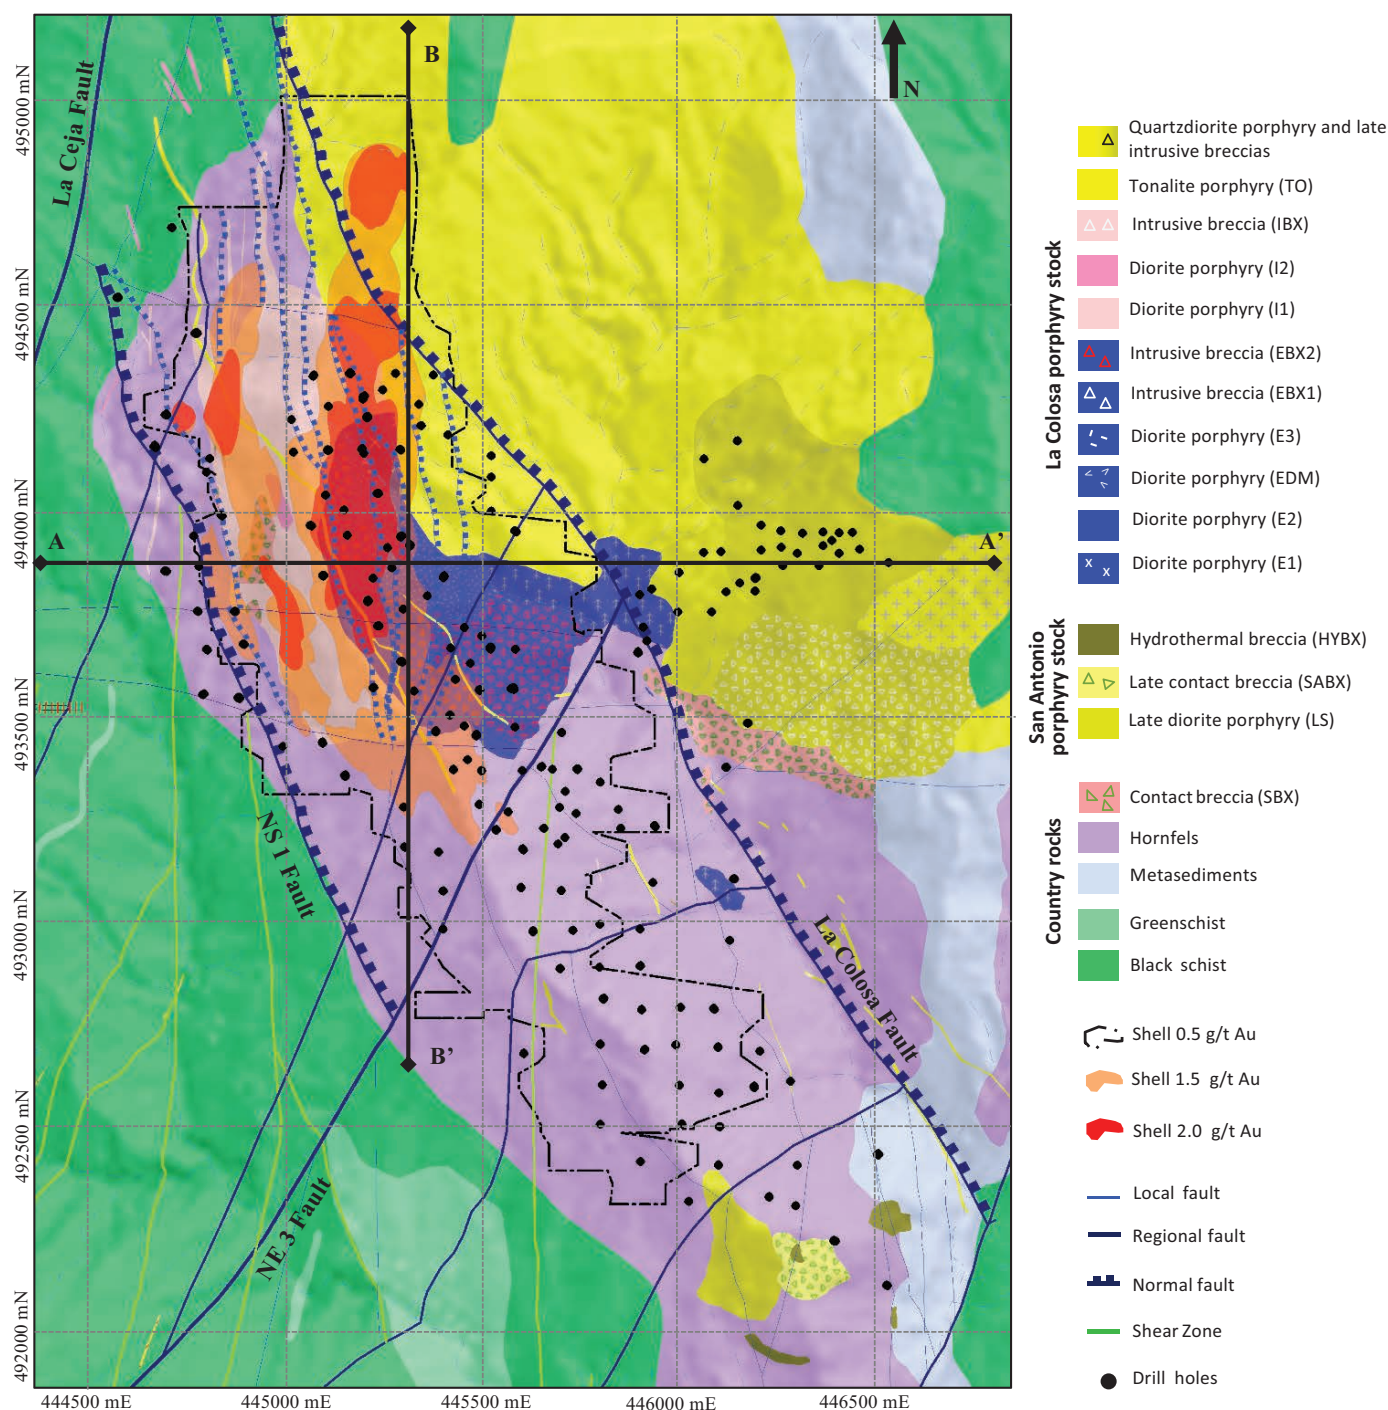 B
N
La Ceja Fault
495000 mN
494500 mN
494000 mN
493500 mN
493000 mN
492500 mN
492000 mN
A
A’
B’
NS 1 Fault
NE 3 Fault
La Colosa Fault
444500 mE
445000 mE
445500 mE
446000 mE
446500 mE
La Colosa porphyry stock
Quartzdiorite porphyry and late
intrusive breccias
Tonalite porphyry (TO)
Intrusive breccia (IBX)
Diorite porphyry (I2)
Diorite porphyry (I1)
Intrusive breccia (EBX2)
Intrusive breccia (EBX1)
Diorite porphyry (E3)
Diorite porphyry (EDM)
Diorite porphyry (E2)
x x
Diorite porphyry (E1)
San Antonio
porphyry stock
Hydrothermal breccia (HYBX)
Late contact breccia (SABX)
Late diorite porphyry (LS)
Country rocks
Contact breccia (SBX)
Hornfels
Metasediments
Greenschist
Black schist
Shell 0.5 g/t Au
Shell 1.5 g/t Au
Shell 2.0 g/t Au
Local fault
Regional fault
Normal fault
Shear Zone
Drill holes